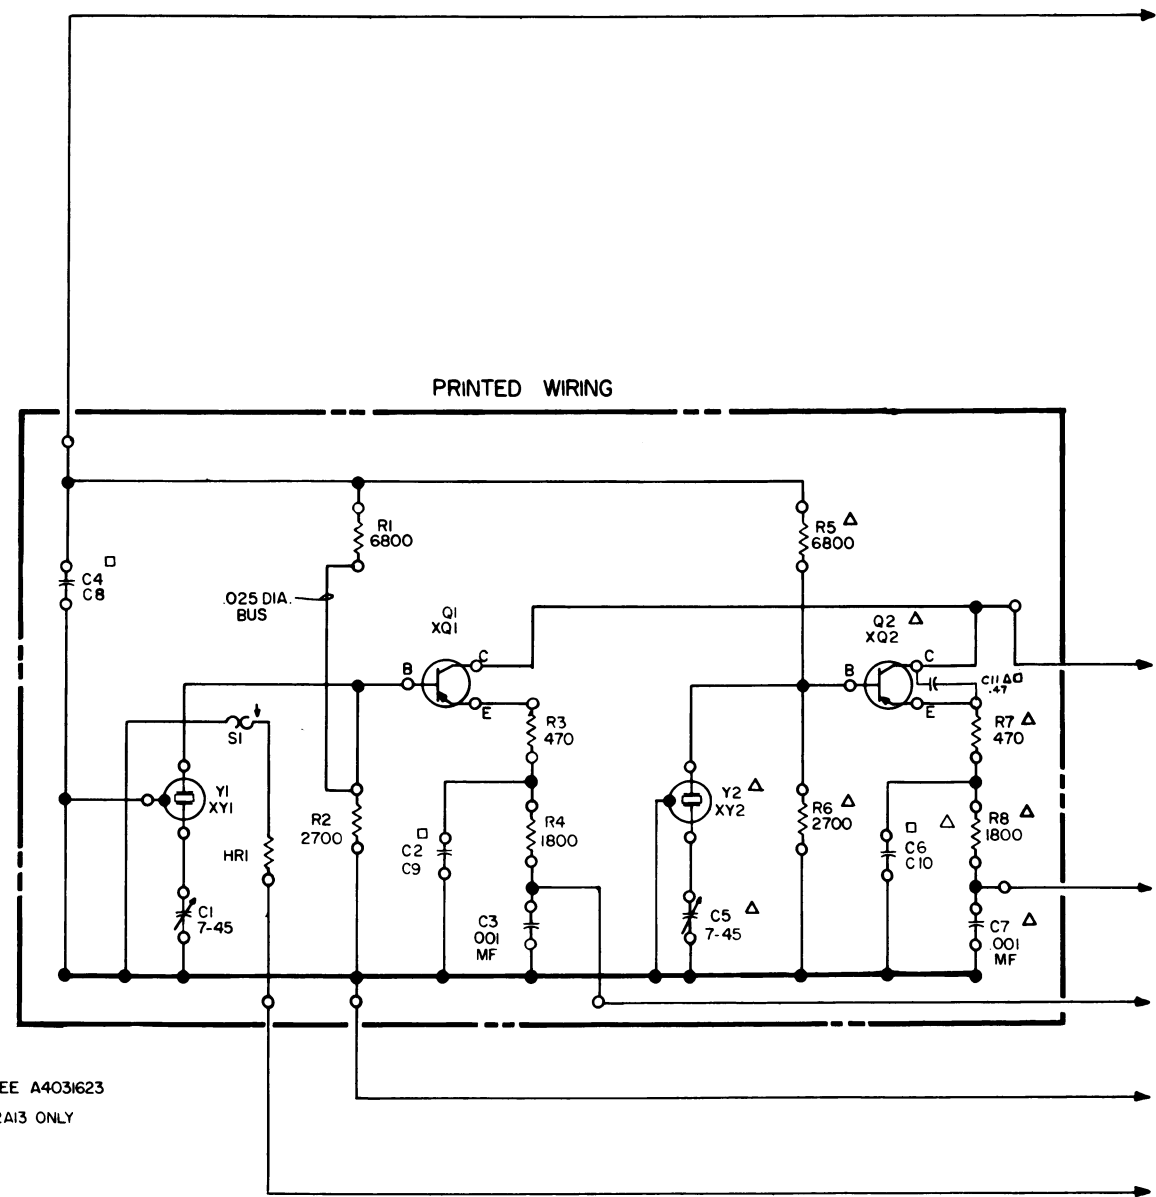 PRINTED WIRING
R1
6800
R5 △
6800
C4 □
C8
.025 DIA.
BUS
Q1
XQ1
Q2 △
XQ2
B
C
E
B
C
E
C11 △□
.47
S1
R3
470
R7 △
470
Y1
XY1
Y2 △
XY2
R2
2700
R4
1800
R6 △
2700
R8 △
1800
HR1
□
C2
C9
□ △
C6
C10
C1
7-45
C3
001
MF
C5 △
7-45
C7 △
.001
MF
EE A4031623
2A13 ONLY